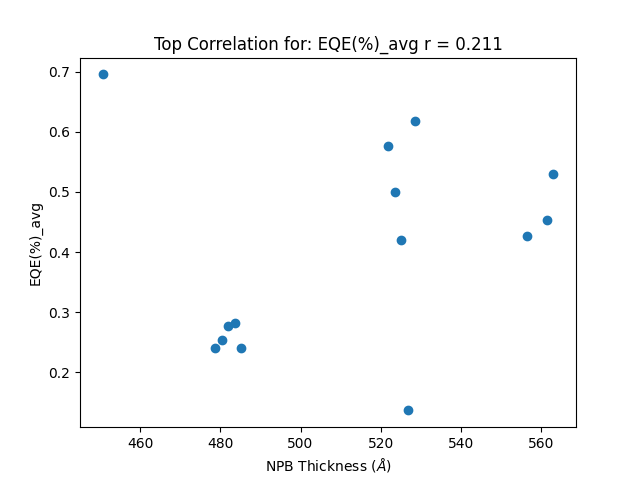 Top Correlation for: EQE(%)_avg r = 0.211
0.7
0.6
0.5
0.4
0.3
0.2
EQE(%)_avg
460 480 500 520 540 560
NPB Thickness (Å)